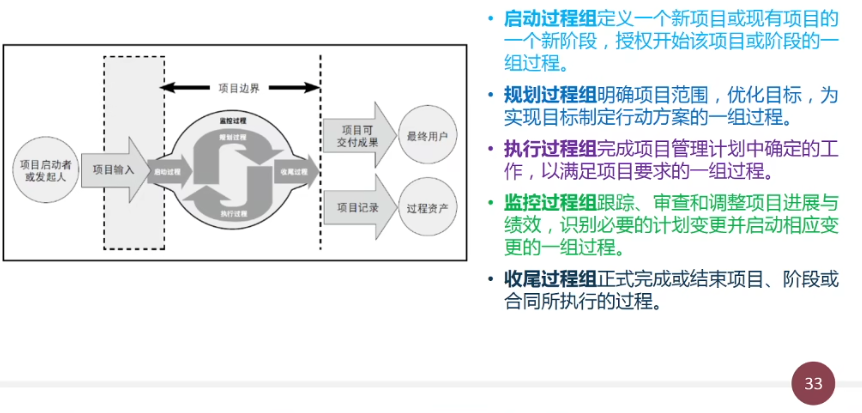 项目边界
监控过程
规划过程
项目启动者
或发起人
项目输入
启动过程
收尾过程
执行过程
项目可
交付成果
最终用户
项目记录
过程资产
• 启动过程组定义一个新项目或现有项目的
一个新阶段，授权开始该项目或阶段的一
组过程。
• 规划过程组明确项目范围，优化目标，为
实现目标制定行动方案的一组过程。
• 执行过程组完成项目管理计划中确定的工
作，以满足项目要求的一组过程。
• 监控过程组跟踪、审查和调整项目进展与
绩效，识别必要的计划变更并启动相应变
更的一组过程。
• 收尾过程组正式完成或结束项目、阶段或
合同所执行的过程。
33